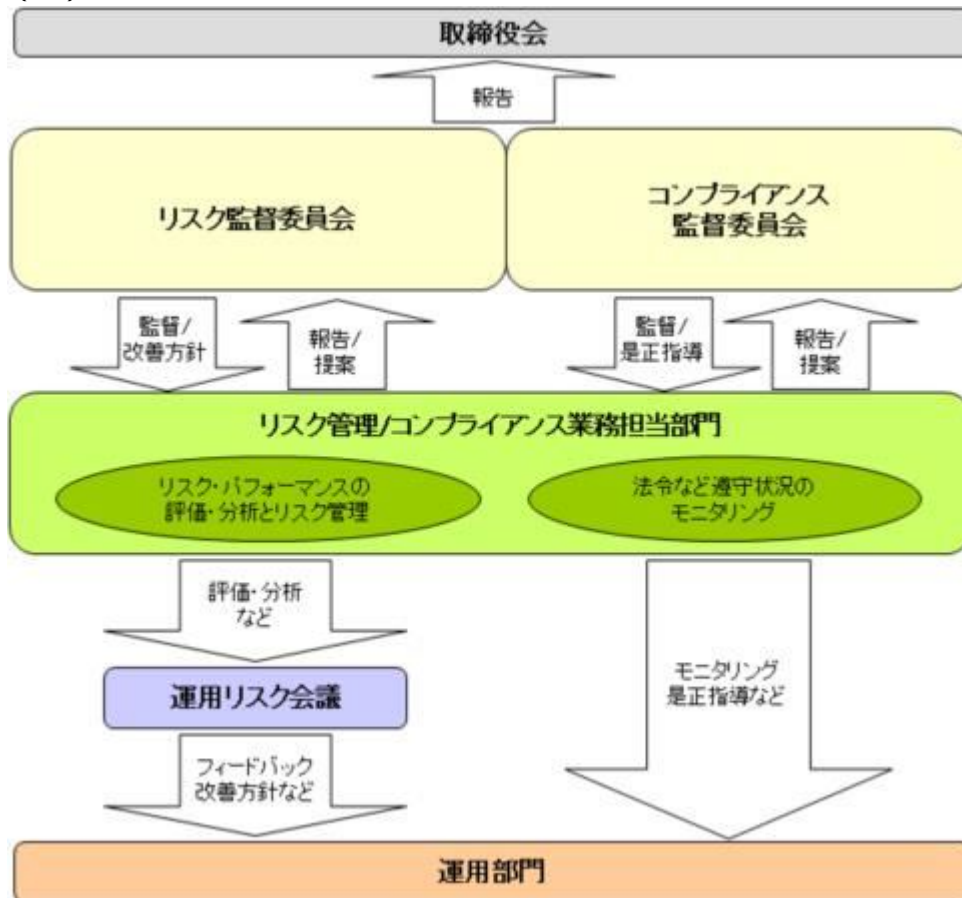 取締役会
報告
リスク監督委員会
コンプライアンス
監督委員会
監督/
改善方針
報告/
提案
監督/
是正指導
報告/
提案
リスク管理/コンプライアンス業務担当部門
リスク・パフォーマンスの
評価・分析とリスク管理
法令など遵守状況の
モニタリング
評価・分析
など
運用リスク会議
モニタリング
是正指導など
フィードバック
改善方針など
運用部門